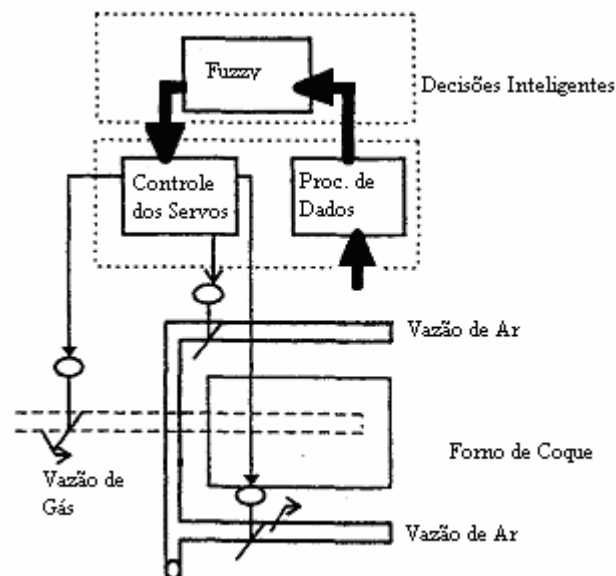 Fuzzy
Decisões Inteligentes
Controle
dos Servos
Proc. de
Dados
Vazão de Ar
Forno de Coque
Vazão de
Gás
Vazão de Ar